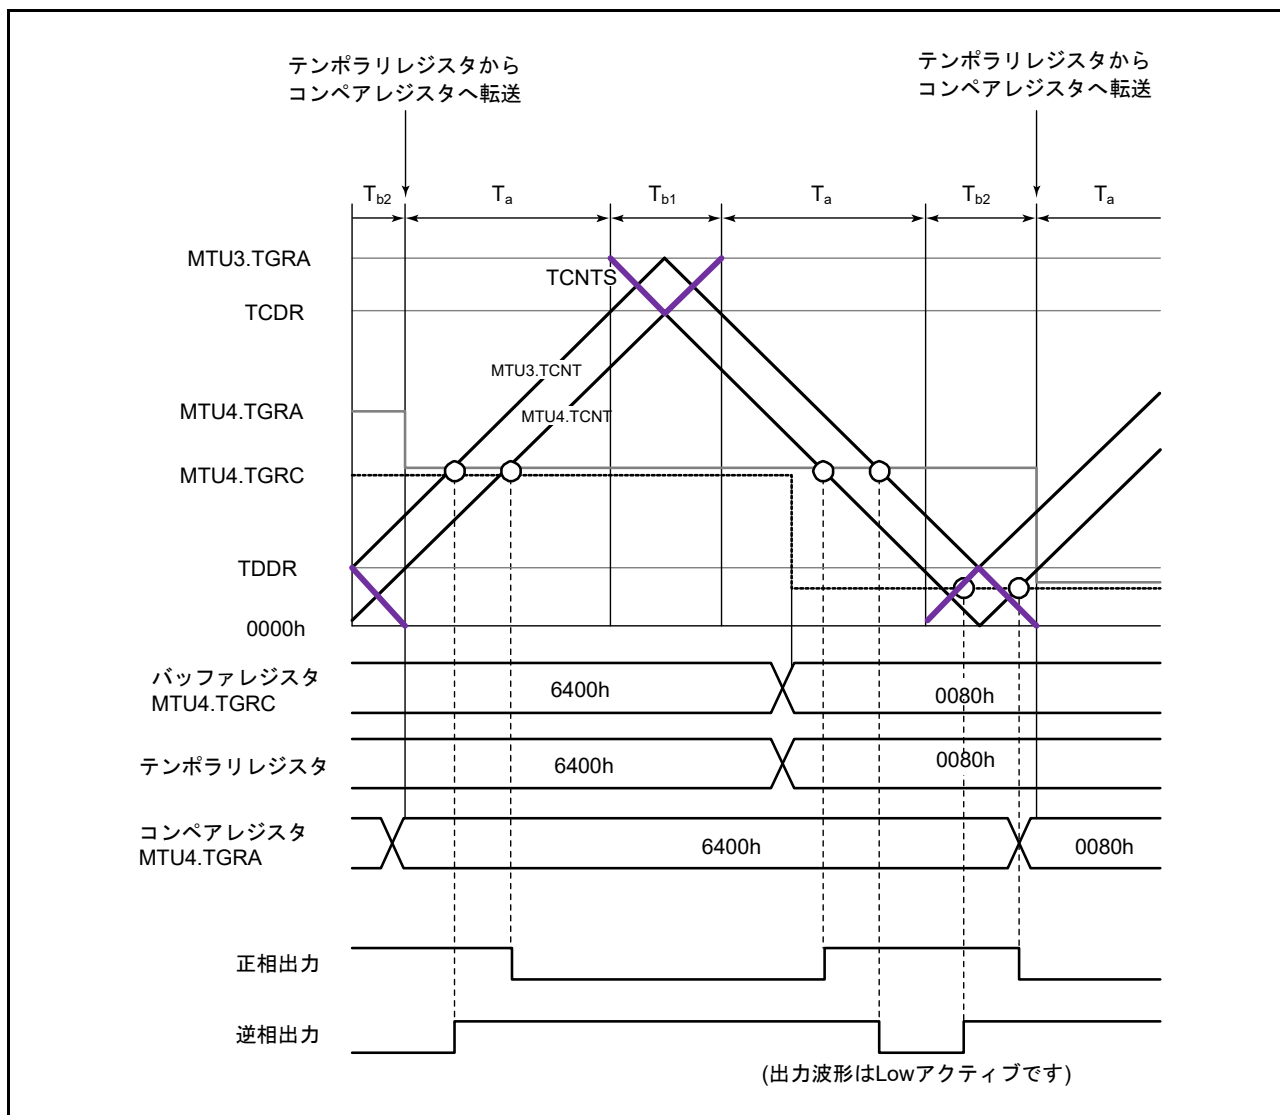 テンポラリレジスタから
コンペアレジスタへ転送
テンポラリレジスタから
コンペアレジスタへ転送
Tb2
Ta
Tb1
Ta
Tb2
Ta
MTU3.TGRA
TCNTS
TCDR
MTU3.TCNT
MTU4.TGRA
MTU4.TCNT
MTU4.TGRC
TDDR
0000h
バッファレジスタ
MTU4.TGRC
6400h
0080h
テンポラリレジスタ
6400h
0080h
コンペアレジスタ
MTU4.TGRA
6400h
0080h
正相出力
逆相出力
(出力波形はLowアクティブです)